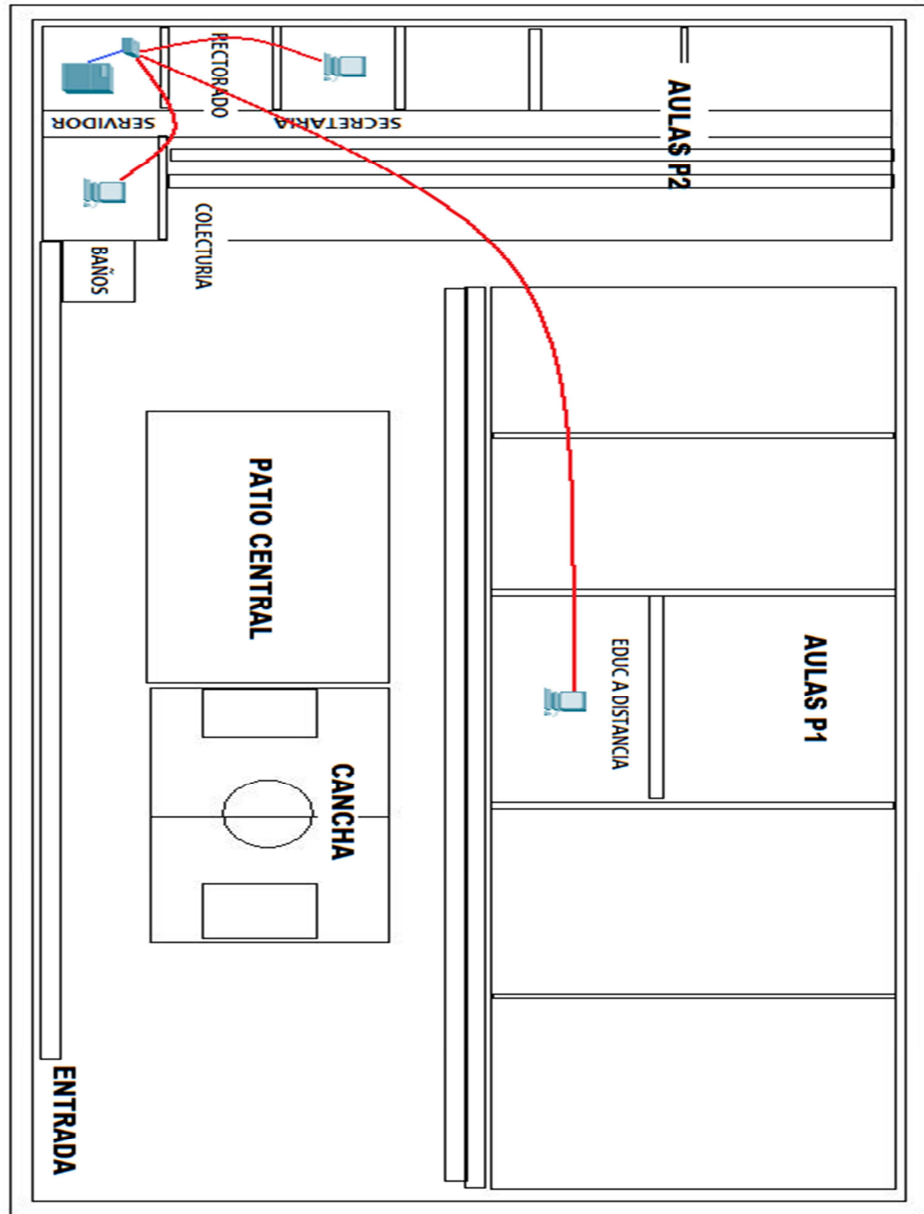 RECTORADO
SERVIDOR
SECRETARIA
AULAS P2
COLECTURIA
BAÑOS
PATIO CENTRAL
EDUC A DISTANCIA
AULAS P1
CANCHA
ENTRADA